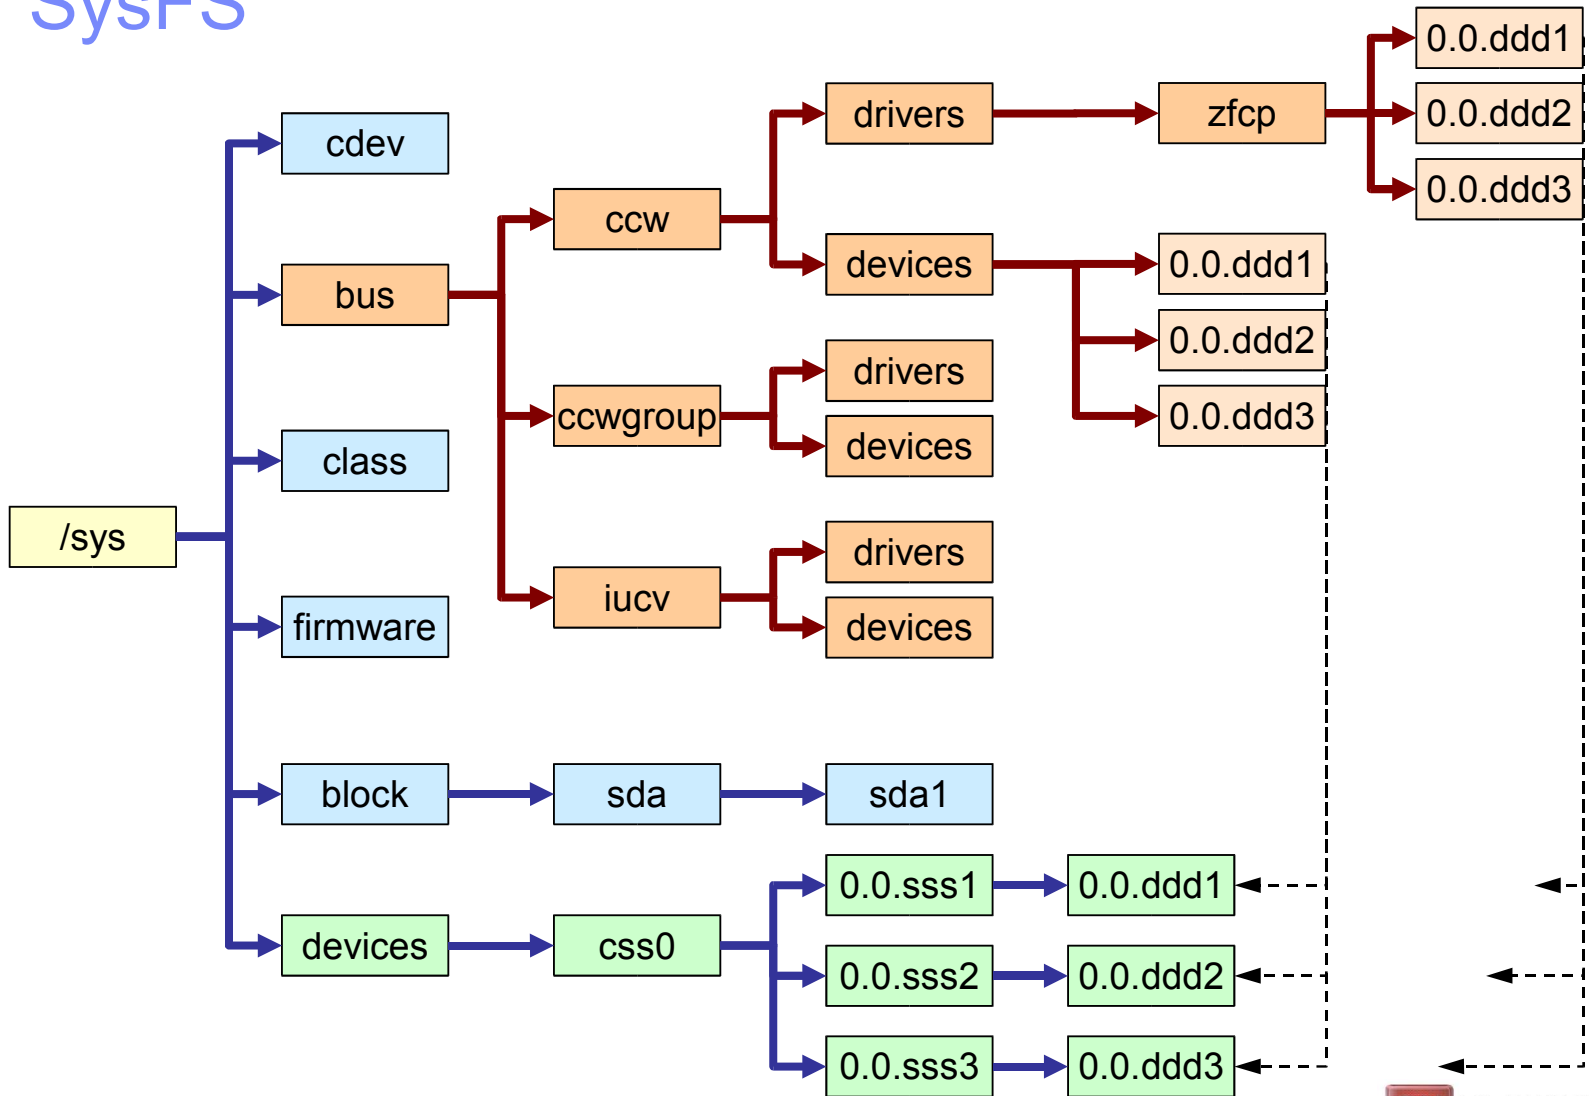 SysFS
/sys
cdev
bus
class
firmware
block
devices
ccw
ccwgroup
iucv
sda
css0
drivers
devices
drivers
devices
drivers
devices
sda1
0.0.sss1
0.0.sss2
0.0.sss3
zfcp
0.0.ddd1
0.0.ddd2
0.0.ddd3
0.0.ddd1
0.0.ddd2
0.0.ddd3
0.0.ddd1
0.0.ddd2
0.0.ddd3